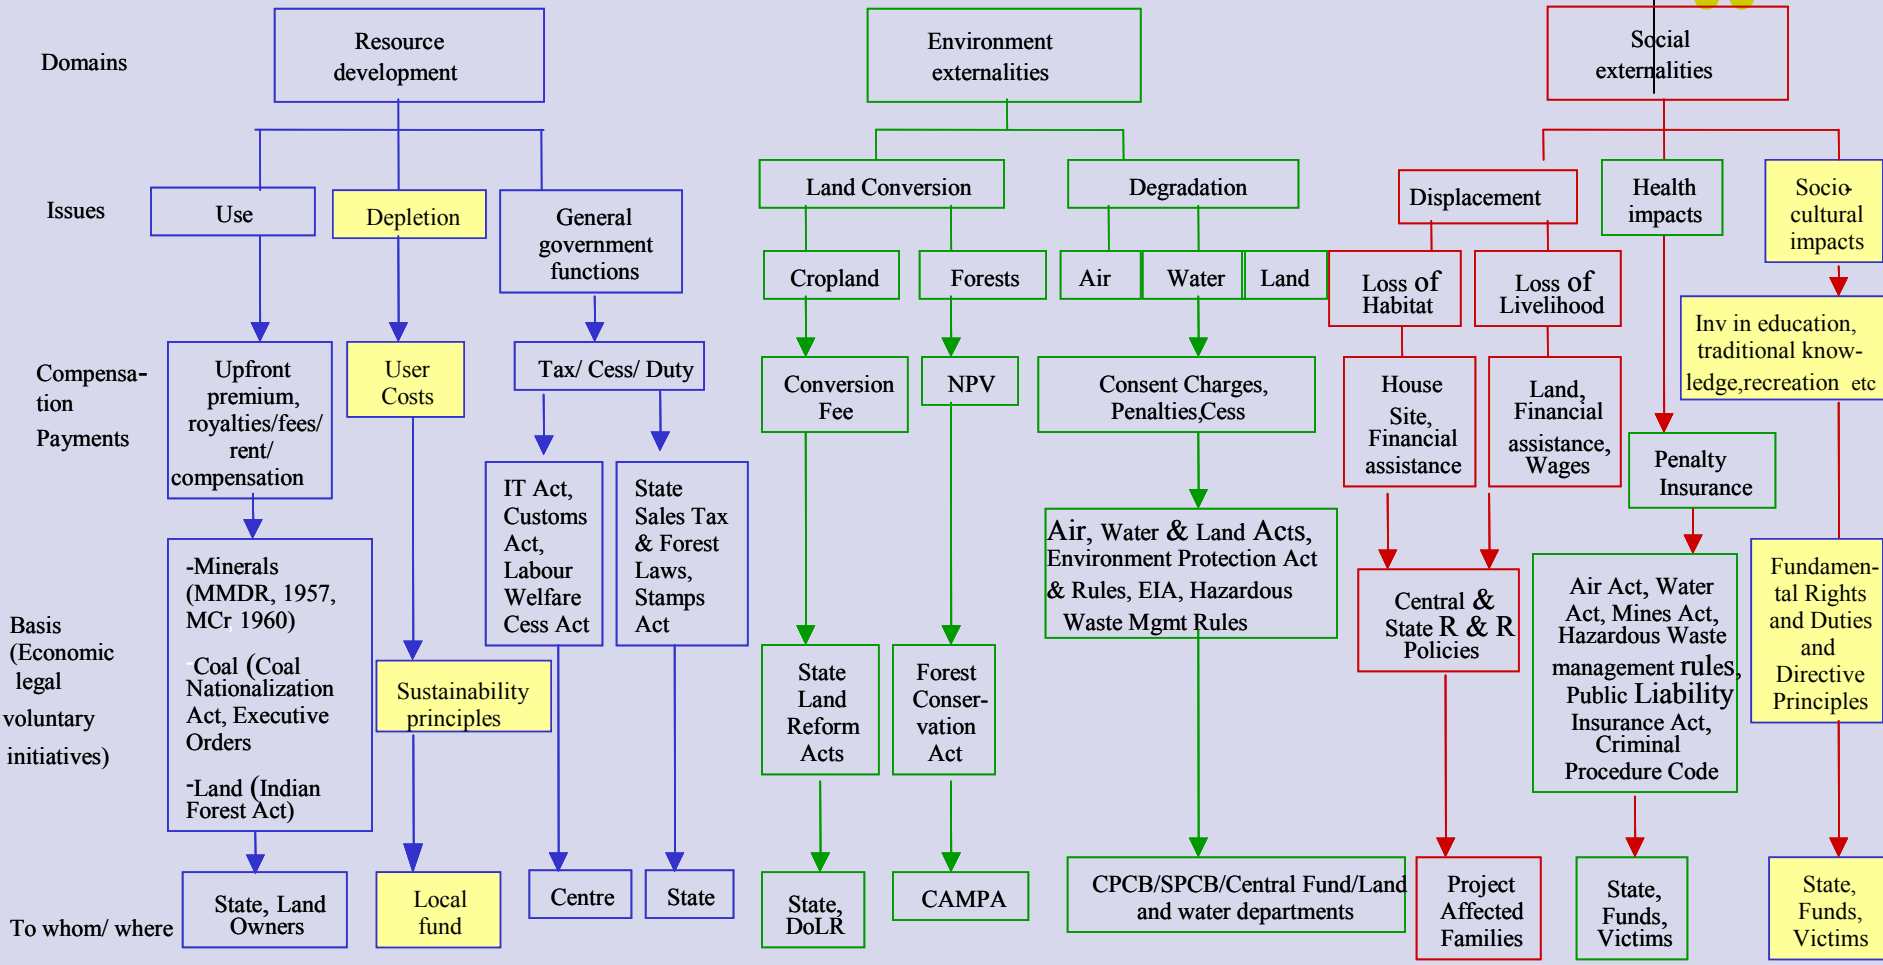 Domains
Resource
development
Environment
externalities
Social
externalities
Issues
Use
Depletion
General
government
functions
Land Conversion
Degradation
Cropland
Forests
Air
Water
Land
Displacement
Loss of
Habitat
Loss of
Livelihood
Health
impacts
Socio-
cultural
impacts
Compensa-
tion
Payments
Upfront
premium,
royalties/fees/
rent/
compensation
User
Costs
Tax/ Cess/ Duty
Conversion
Fee
NPV
Consent Charges,
Penalties,Cess
House
Site,
Financial
assistance
Land,
Financial
assistance,
Wages
Penalty
Insurance
Inv in education,
traditional know-
ledge,recreation etc
Basis
(Economic
legal
voluntary
initiatives)
-Minerals
(MMDR, 1957,
MCr 1960)
-Coal (Coal
Nationalization
Act, Executive
Orders
-Land (Indian
Forest Act)
Sustainability
principles
IT Act,
Customs
Act,
Labour
Welfare
Cess Act
State
Sales Tax
& Forest
Laws,
Stamps
Act
State
Land
Reform
Acts
Forest
Conser-
vation
Act
Air, Water & Land Acts,
Environment Protection Act
& Rules, EIA, Hazardous
Waste Mgmt Rules
Central &
State R & R
Policies
Air Act, Water
Act, Mines Act,
Hazardous Waste
management rules,
Public Liability
Insurance Act,
Criminal
Procedure Code
Fundamen-
tal Rights
and Duties
and
Directive
Principles
To whom/ where
State, Land
Owners
Local
fund
Centre
State
State,
DoLR
CAMPA
CPCB/SPCB/Central Fund/Land
and water departments
Project
Affected
Families
State,
Funds,
Victims
State,
Funds,
Victims